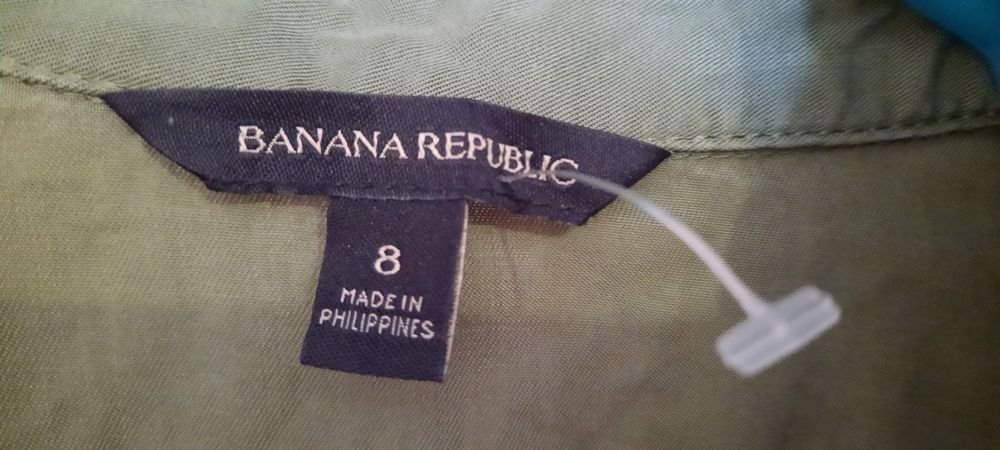 BANANA REPUBLIC
8
MADE IN
PHILIPPINES